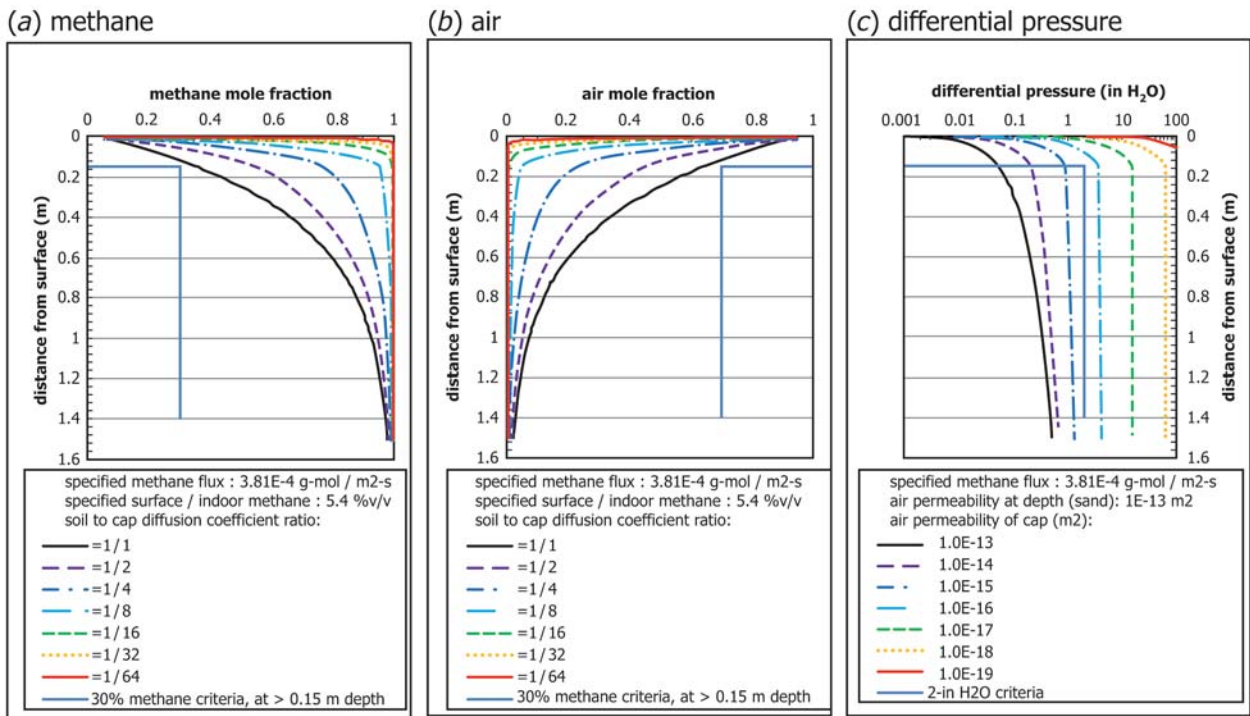 (a) methane
methane mole fraction
0 0.2 0.4 0.6 0.8 1
distance from surface (m)
0
0.2
0.4
0.6
0.8
1
1.2
1.4
1.6
specified methane flux : 3.81E-4 g-mol / m2-s
specified surface / indoor methane : 5.4 %v/v
soil to cap diffusion coefficient ratio:
=1/1
=1/2
=1/4
=1/8
=1/16
=1/32
=1/64
30% methane criteria, at > 0.15 m depth
(b) air
air mole fraction
0 0.2 0.4 0.6 0.8 1
distance from surface (m)
0
0.2
0.4
0.6
0.8
1
1.2
1.4
1.6
specified methane flux : 3.81E-4 g-mol / m2-s
specified surface / indoor methane : 5.4 %v/v
soil to cap diffusion coefficient ratio:
=1/1
=1/2
=1/4
=1/8
=1/16
=1/32
=1/64
30% methane criteria, at > 0.15 m depth
(c) differential pressure
differential pressure (in H2O)
0.001 0.01 0.1 1 10 100
0
0.2
0.4
0.6
0.8
1
1.2
1.4
1.6
distance from surface (m)
specified methane flux : 3.81E-4 g-mol / m2-s
air permeability at depth (sand): 1E-13 m2
air permeability of cap (m2):
1.0E-13
1.0E-14
1.0E-15
1.0E-16
1.0E-17
1.0E-18
1.0E-19
2-in H2O criteria